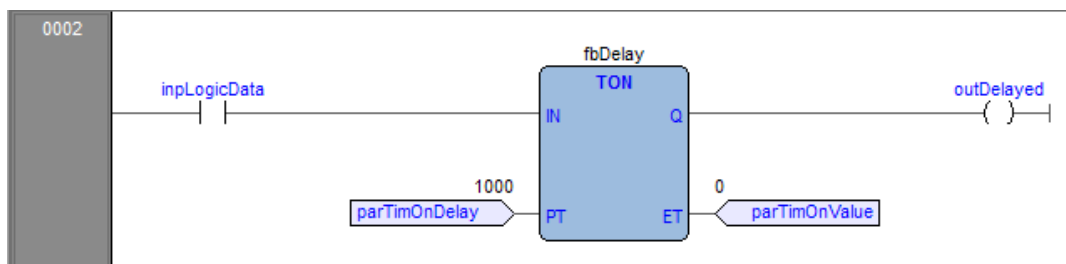 0002
fbDelay
TON
inpLogicData
outDelayed
IN
Q
1000
0
parTimOnDelay
PT
ET
parTimOnValue